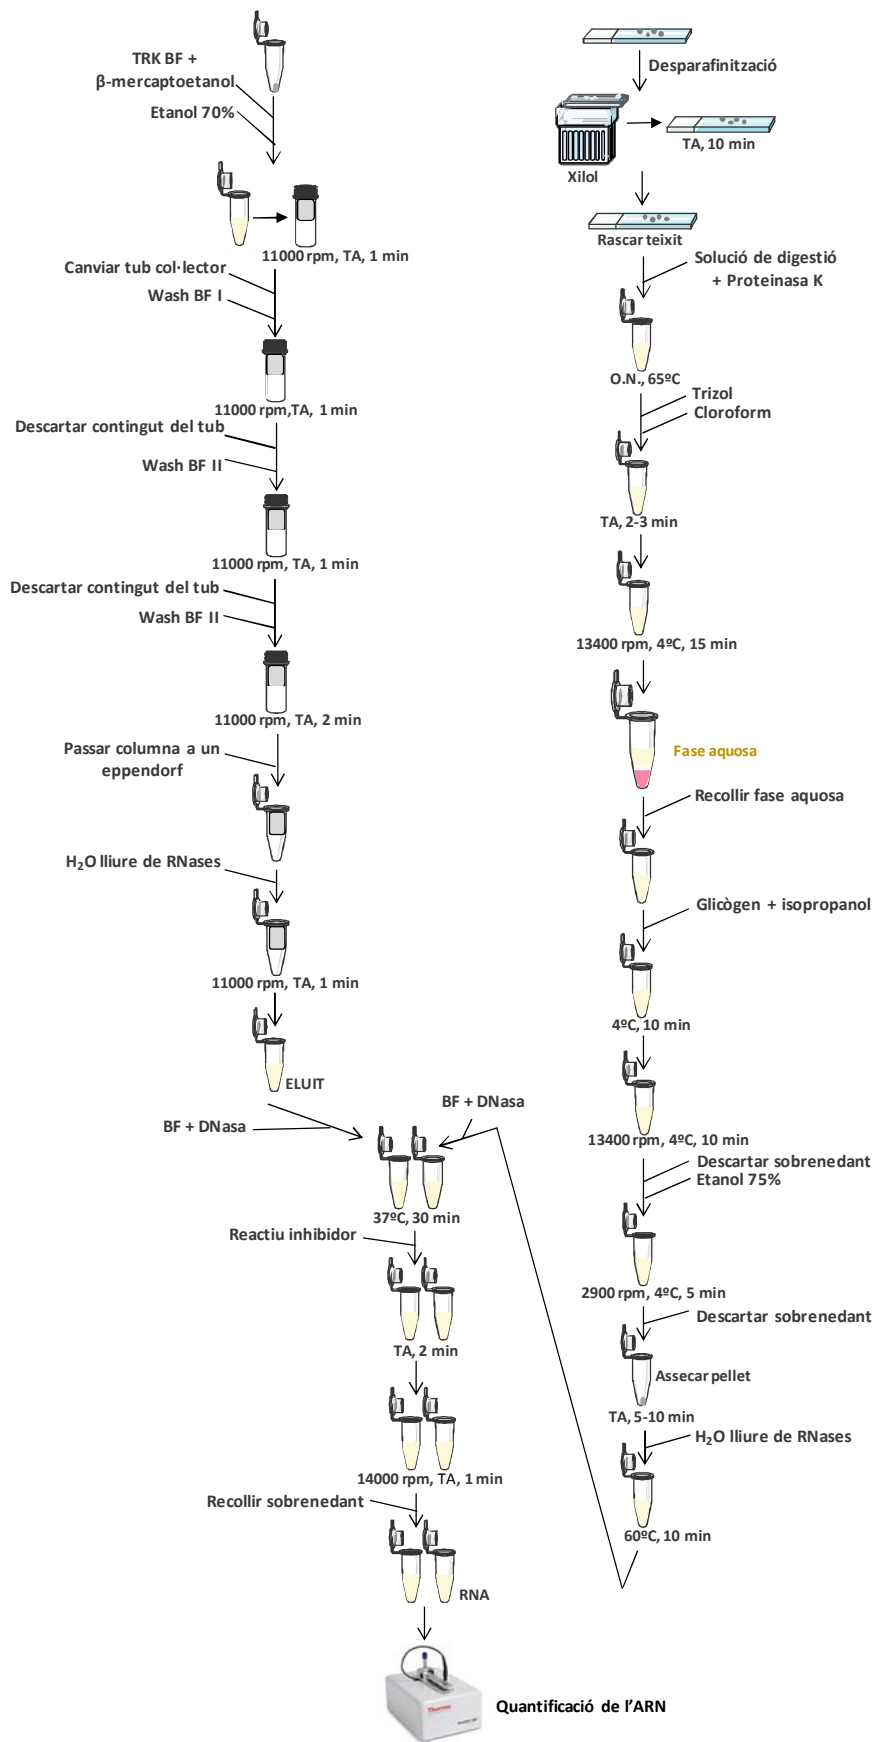 TRK BF +
β-mercaptoetanol
Etanol 70%
11000 rpm, TA, 1 min
Canviar tub col·lector
Wash BF I
11000 rpm,TA, 1 min
Descartar contingut del tub
Wash BF II
11000 rpm, TA, 1 min
Descartar contingut del tub
Wash BF II
11000 rpm, TA, 2 min
Passar columna a un
eppendorf
H₂O lliure de RNases
11000 rpm, TA, 1 min
ELUIT
BF + DNasa
Desparafinització
TA, 10 min
Xilol
Rascar teixit
Solució de digestió
+ Proteinasa K
O.N., 65ºC
Trizol
Cloroform
TA, 2-3 min
13400 rpm, 4ºC, 15 min
Fase aquosa
Recollir fase aquosa
Glicògen + isopropanol
4ºC, 10 min
13400 rpm, 4ºC, 10 min
Descartar sobrenedant
Etanol 75%
2900 rpm, 4ºC, 5 min
Descartar sobrenedant
Assecar pellet
TA, 5-10 min
H₂O lliure de RNases
60ºC, 10 min
BF + DNasa
37ºC, 30 min
Reactiu inhibidor
TA, 2 min
14000 rpm, TA, 1 min
Recollir sobrenedant
RNA
Thermo
Quantificació de l’ARN